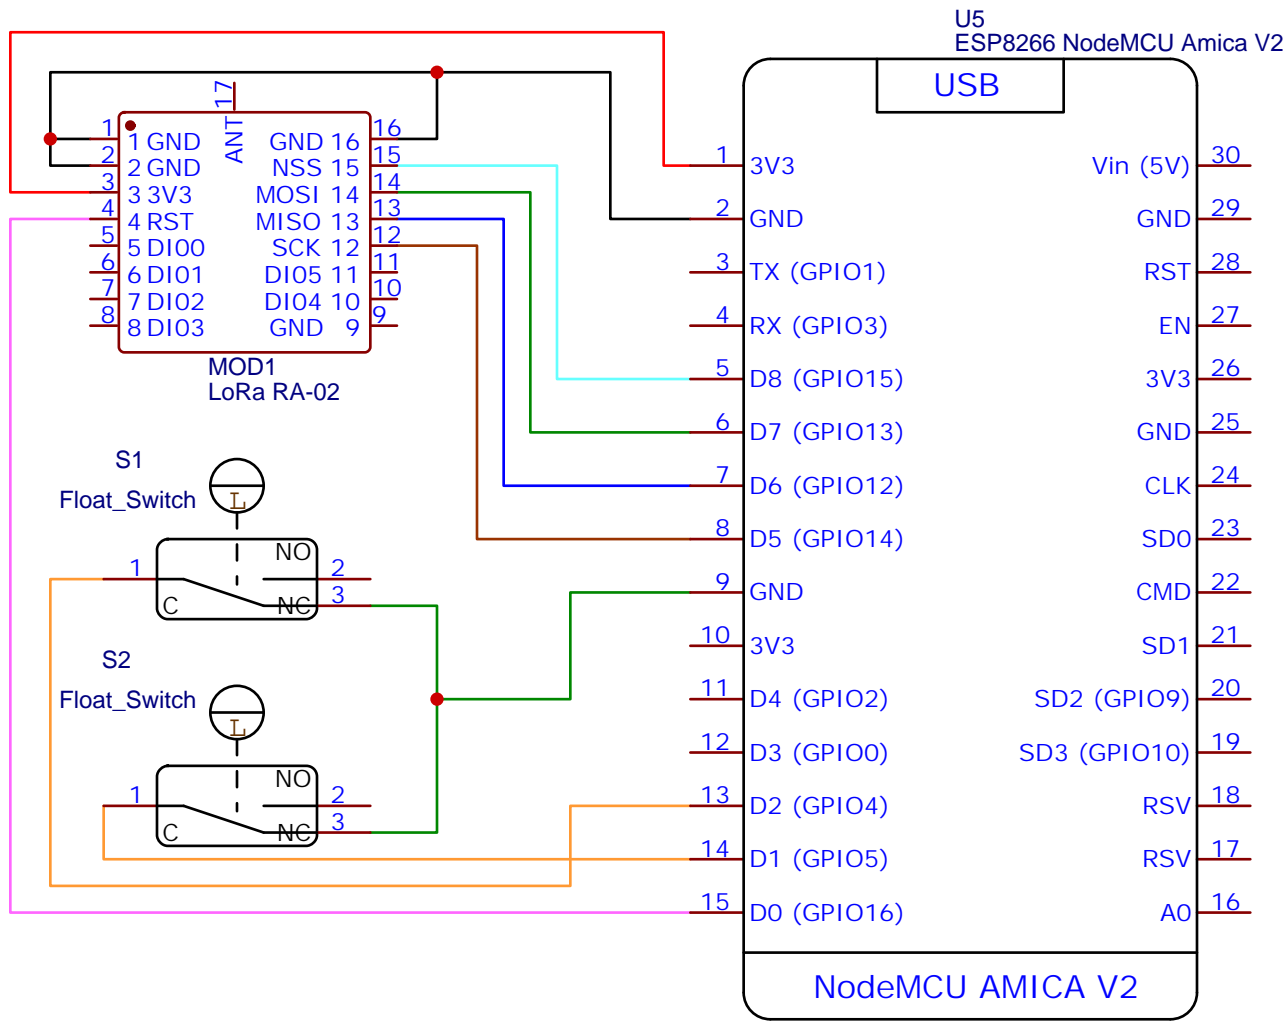 U5
ESP8266 NodeMCU Amica V2
USB
17
ANT
1 1 GND GND 16 16
2 2 GND NSS 15 15
3 3 3V3 MOSI 14 14
4 4 RST MISO 13 13
5 5 DI00 SCK 12 12
6 6 DI01 DI05 11 11
7 7 DI02 DI04 10 10
8 8 DI03 GND 9 9
MOD1
LoRa RA-02
S1
Float_Switch
L
NO
1 2
C NC 3
S2
Float_Switch
L
NO
1 2
C NC 3
1 3V3 Vin (5V) 30
2 GND GND 29
3 TX (GPIO1) RST 28
4 RX (GPIO3) EN 27
5 D8 (GPIO15) 3V3 26
6 D7 (GPIO13) GND 25
7 D6 (GPIO12) CLK 24
8 D5 (GPIO14) SD0 23
9 GND CMD 22
10 3V3 SD1 21
11 D4 (GPIO2) SD2 (GPIO9) 20
12 D3 (GPIO0) SD3 (GPIO10) 19
13 D2 (GPIO4) RSV 18
14 D1 (GPIO5) RSV 17
15 D0 (GPIO16) A0 16
NodeMCU AMICA V2